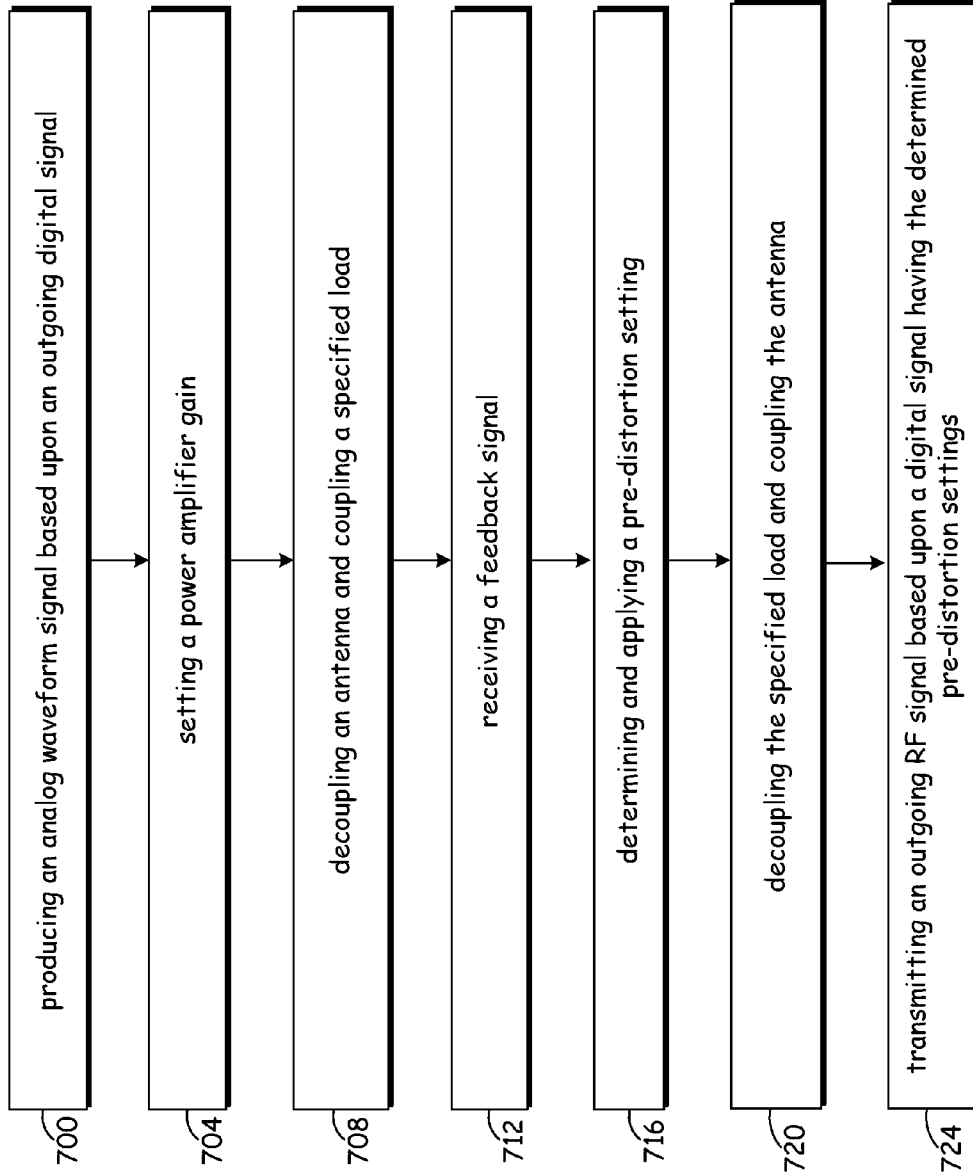 700
producing an analog waveform signal based upon an outgoing digital signal
704
setting a power amplifier gain
708
decoupling an antenna and coupling a specified load
712
receiving a feedback signal
716
determining and applying a pre-distortion setting
720
decoupling the specified load and coupling the antenna
724
transmitting an outgoing RF signal based upon a digital signal having the determined
pre-distortion settings